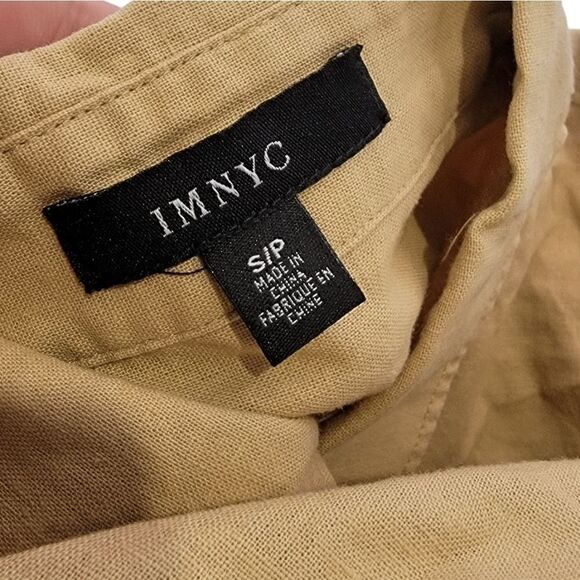 IMNYC
S/P
MADE IN
CHINA
FABRIQUE EN
CHINE